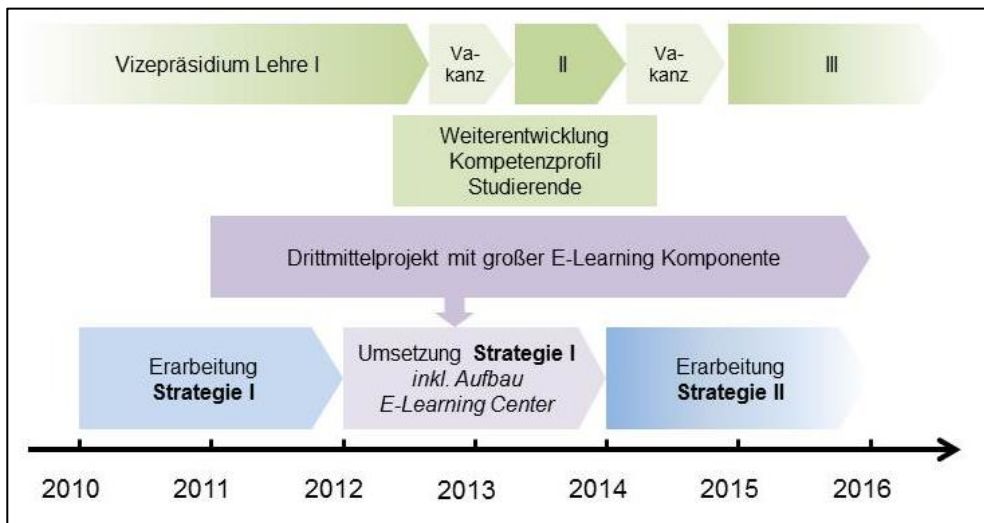 Vizepräsidium Lehre I
Va-
kanz
II
Va-
kanz
III
Weiterentwicklung
Kompetenzprofil
Studierende
Drittmittelprojekt mit großer E-Learning Komponente
Erarbeitung
Strategie I
Umsetzung Strategie I
inkl. Aufbau
E-Learning Center
Erarbeitung
Strategie II
2010 2011 2012 2013 2014 2015 2016